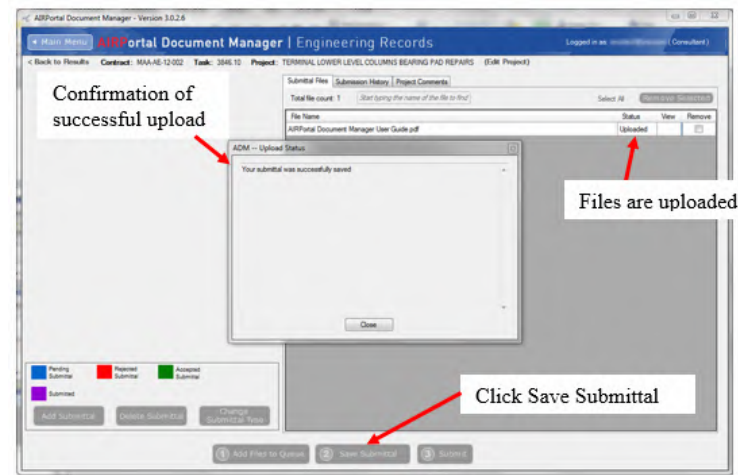 AIRPortal Document Manager - Version 3.0.2.6
Main Menu AIRPortal Document Manager | Engineering Records Logged in as (Consultant)
< Back to Results Contract: MAA-AE-12-002 Task: 3846.10 Project: TERMINAL LOWER LEVEL COLUMNS BEARING PAD REPAIRS (Edit Project)
Submittal Files Submission History Project Comments
Total file count: 1 Start typing the name of the file to find Select All Remove Selected
File Name Status View Remove
AIRPortal Document Manager User Guide.pdf Uploaded
Confirmation of
successful upload
ADM -- Upload Status
Your submittal was successfully saved
Files are uploaded
Close
Pending
Submittal
Rejected
Submittal
Accepted
Submittal
Submitted
Click Save Submittal
Add Submittal Delete Submittal Change
Submittal Time
1 Add Files to Queue 2 Save Submittal 3 Submit